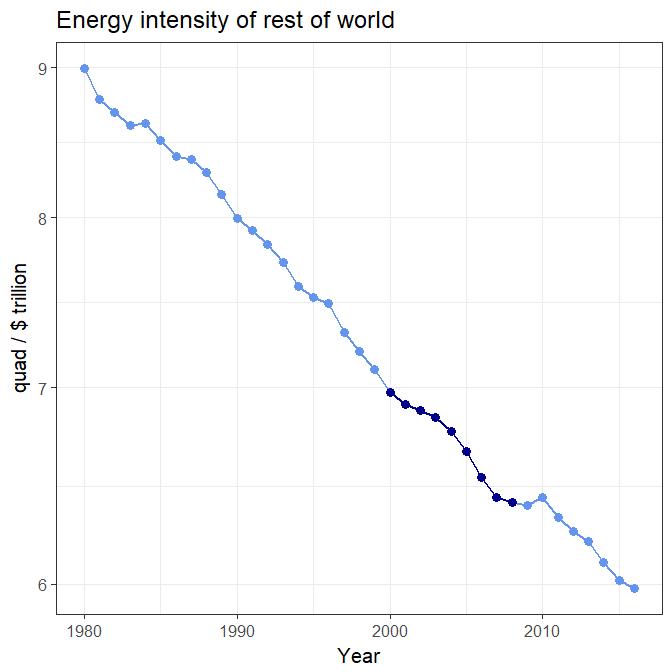 Energy intensity of rest of world
quad / $ trillion
9
8
7
6
1980 1990 2000 2010
Year